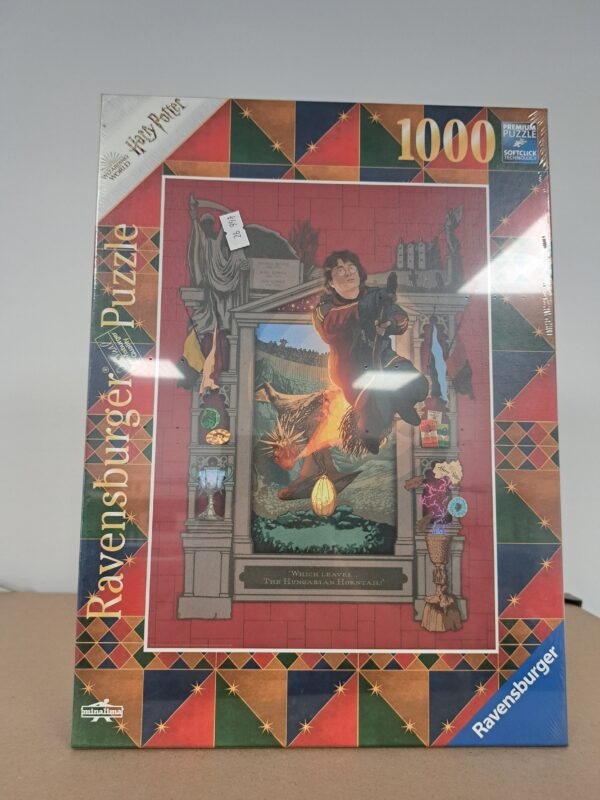 Harry Potter
WIZARDING
WORLD
1000
PREMIUM
PUZZLE
SOFTCLICK
TECHNOLOGY
Ravensburger® Puzzle
"WHICH LEAVES...
THE HUNGARIAN HORNTAIL!"
minalima
Ravensburger